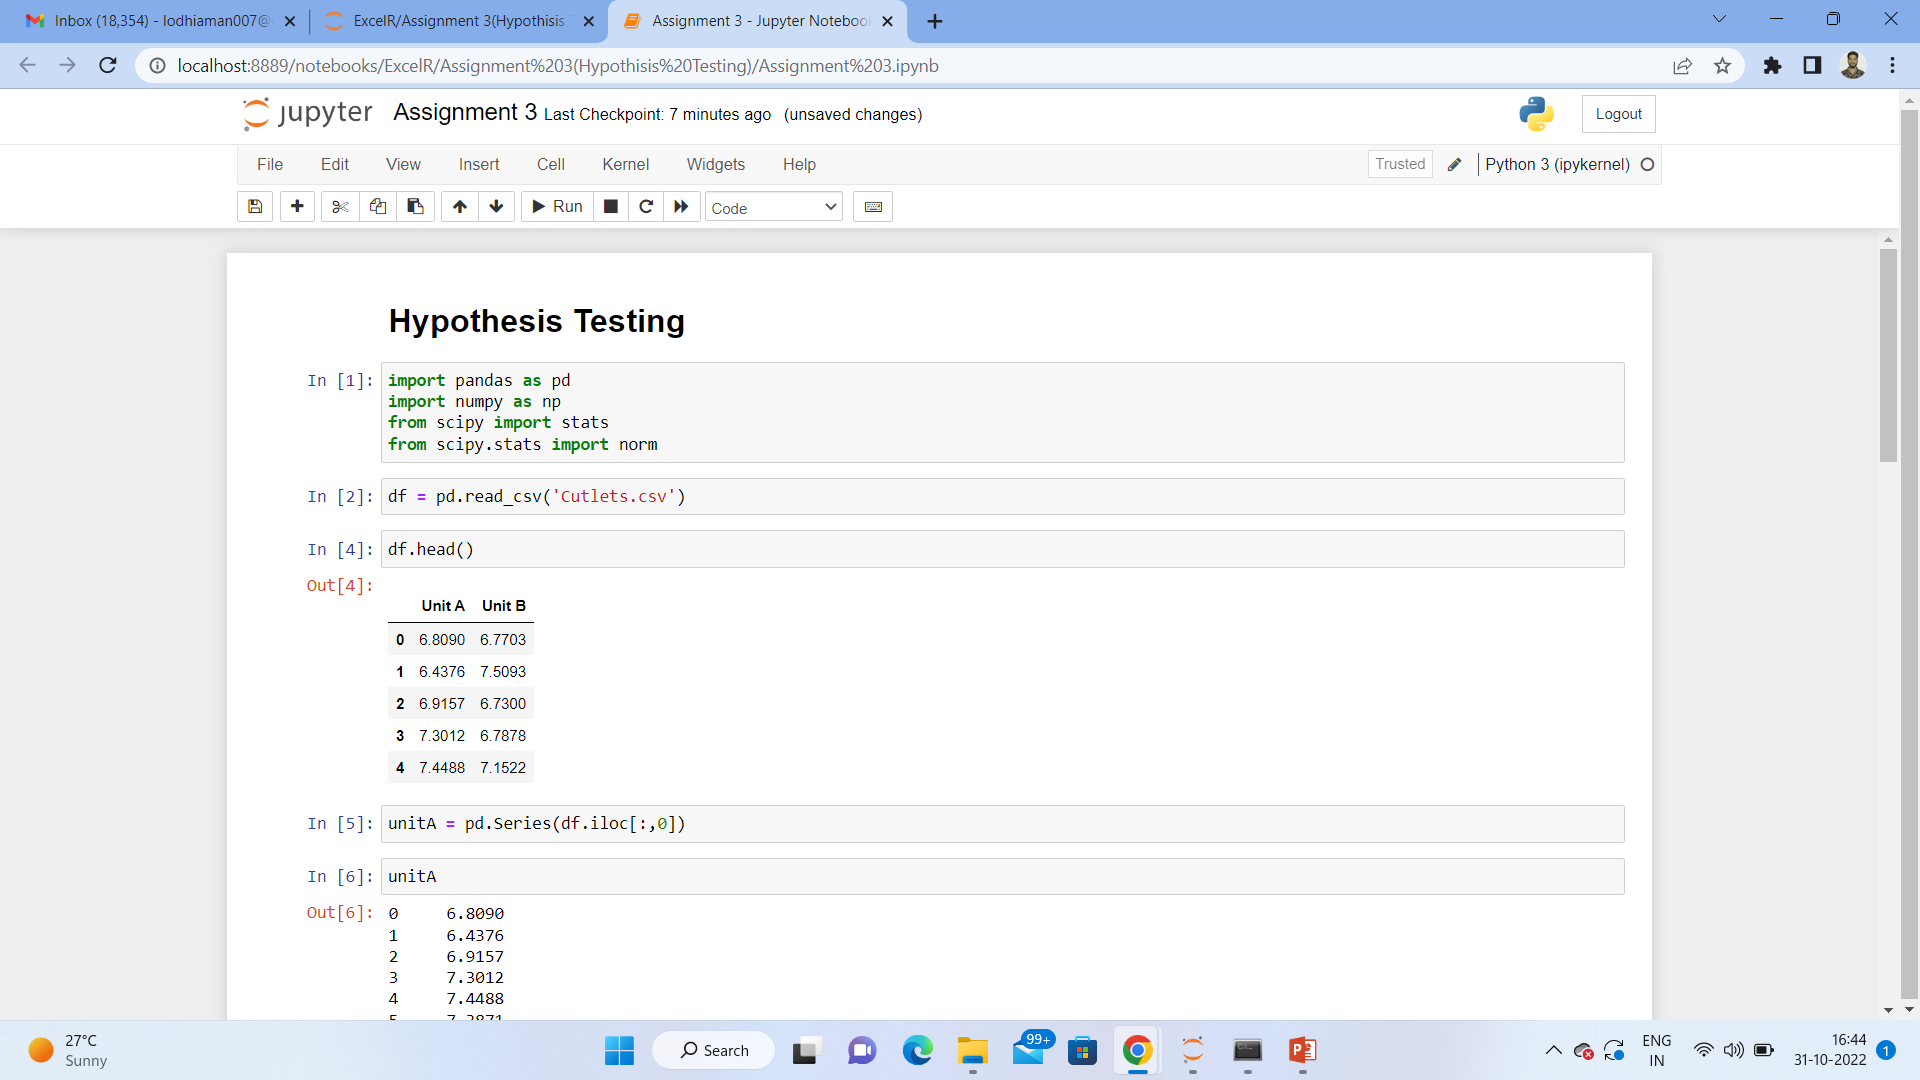 Inbox (18,354) - lodhiaman007@
ExcelR/Assignment 3(Hypothisis
Assignment 3 - Jupyter Notebook
localhost:8889/notebooks/ExcelR/Assignment%203(Hypothisis%20Testing)/Assignment%203.ipynb
jupyter Assignment 3 Last Checkpoint: 7 minutes ago (unsaved changes)
Logout
File Edit View Insert Cell Kernel Widgets Help
Trusted
Python 3 (ipykernel)
Run
Code
Hypothesis Testing
In [1]: import pandas as pd
import numpy as np
from scipy import stats
from scipy.stats import norm
In [2]: df = pd.read_csv('Cutlets.csv')
In [4]: df.head()
Out[4]:
Unit A Unit B
0 6.8090 6.7703
1 6.4376 7.5093
2 6.9157 6.7300
3 7.3012 6.7878
4 7.4488 7.1522
In [5]: unitA = pd.Series(df.iloc[:,0])
In [6]: unitA
Out[6]: 0 6.8090
1 6.4376
2 6.9157
3 7.3012
4 7.4488
5 7.3871
27°C
Sunny
Search
99+
ENG
IN
16:44
31-10-2022
1